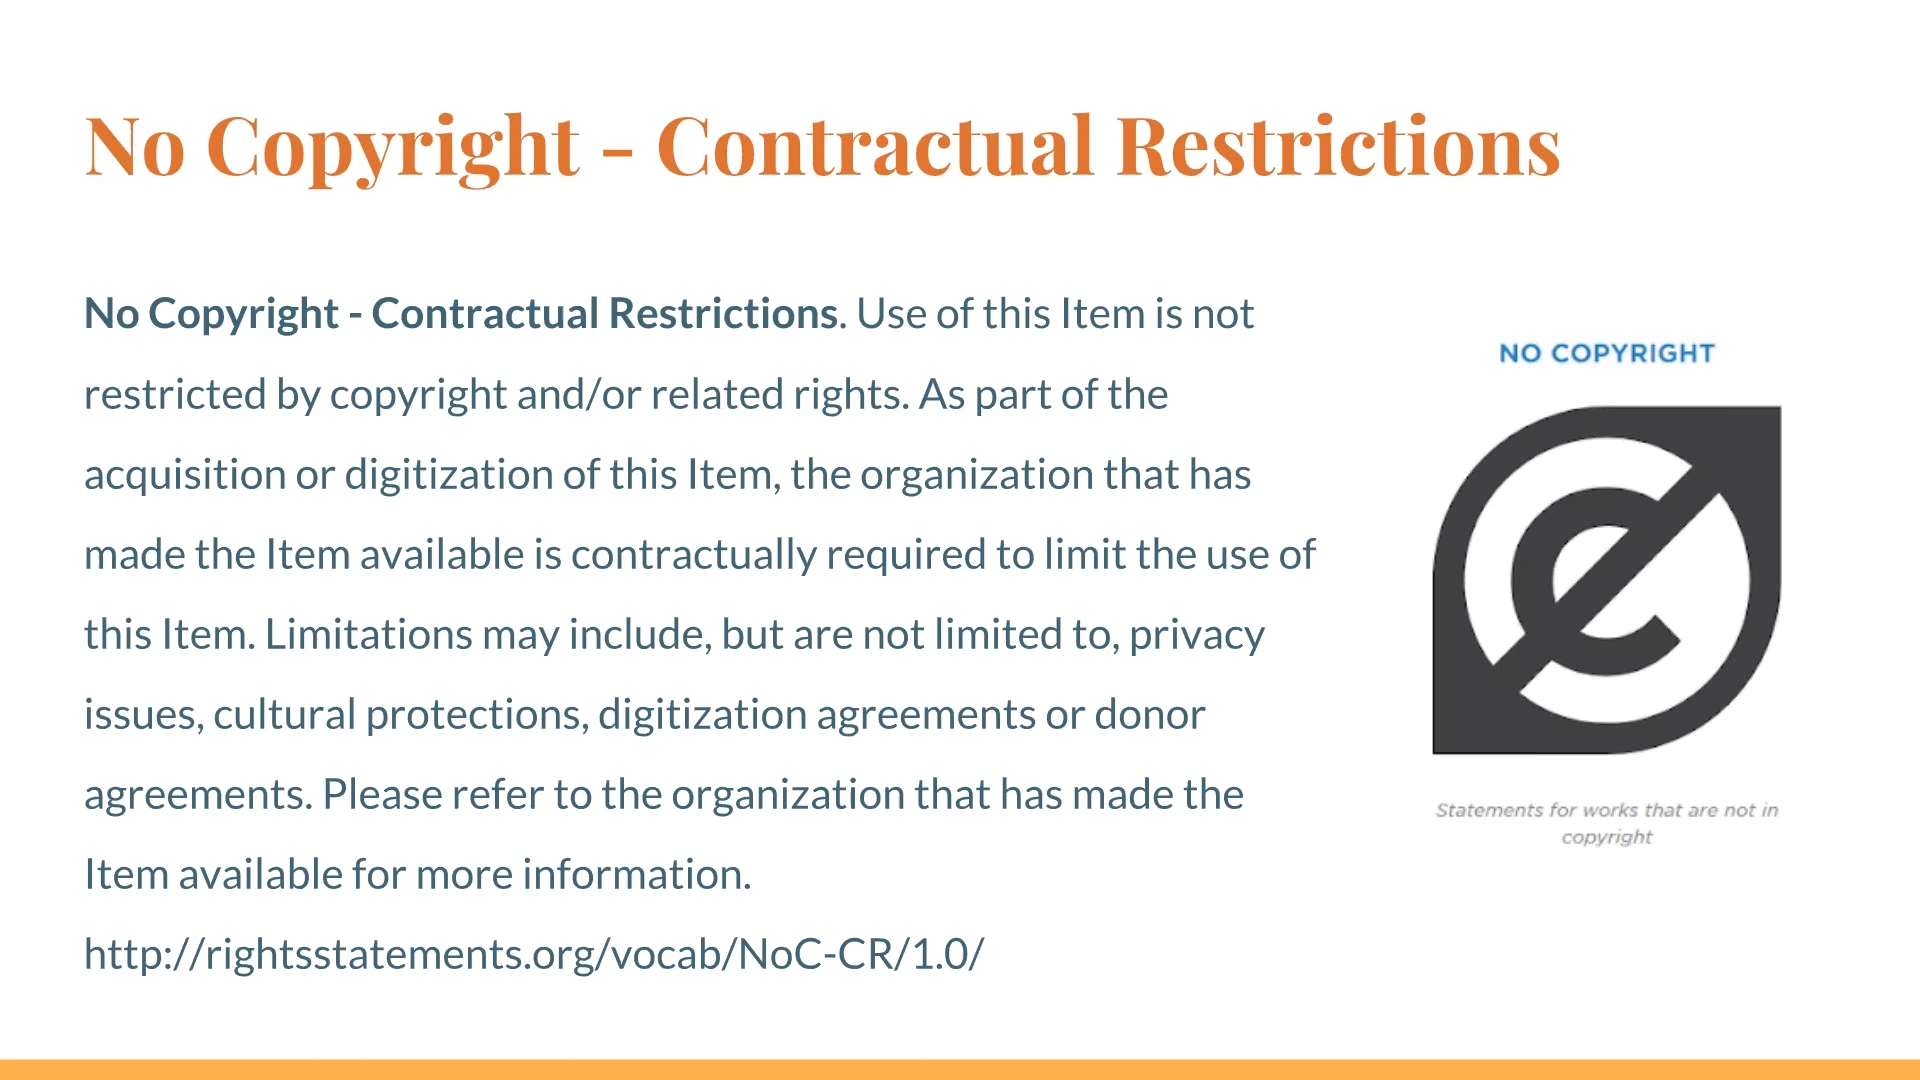 No Copyright - Contractual Restrictions
No Copyright - Contractual Restrictions. Use of this Item is not
restricted by copyright and/or related rights. As part of the
acquisition or digitization of this Item, the organization that has
made the Item available is contractually required to limit the use of
this Item. Limitations may include, but are not limited to, privacy
issues, cultural protections, digitization agreements or donor
agreements. Please refer to the organization that has made the
Item available for more information.
http://rightsstatements.org/vocab/NoC-CR/1.0/
NO COPYRIGHT
Statements for works that are not in
copyright